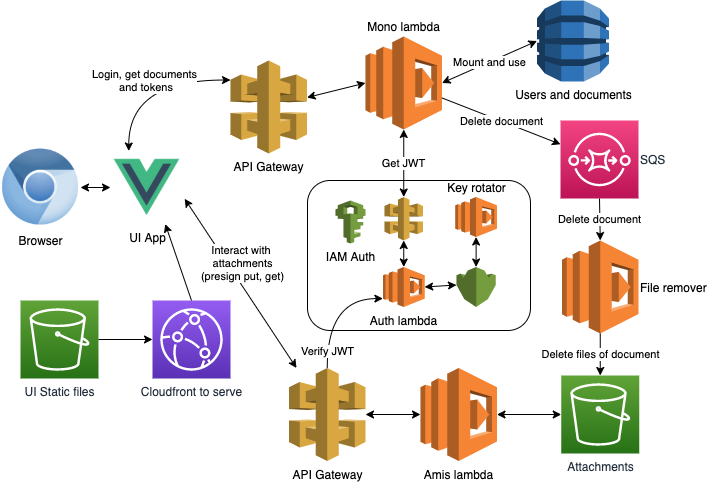 Mono lambda
Login, get documents
and tokens
Mount and use
Users and documents
Delete document
API Gateway
SQS
Get JWT
Key rotator
Browser
UI App
IAM Auth
Delete document
Interact with
attachments
(presign put, get)
File rotator
Auth lambda
Verify JWT
Delete files of document
UI Static files
Cloudfront to serve
API Gateway
Amis lambda
Attachments